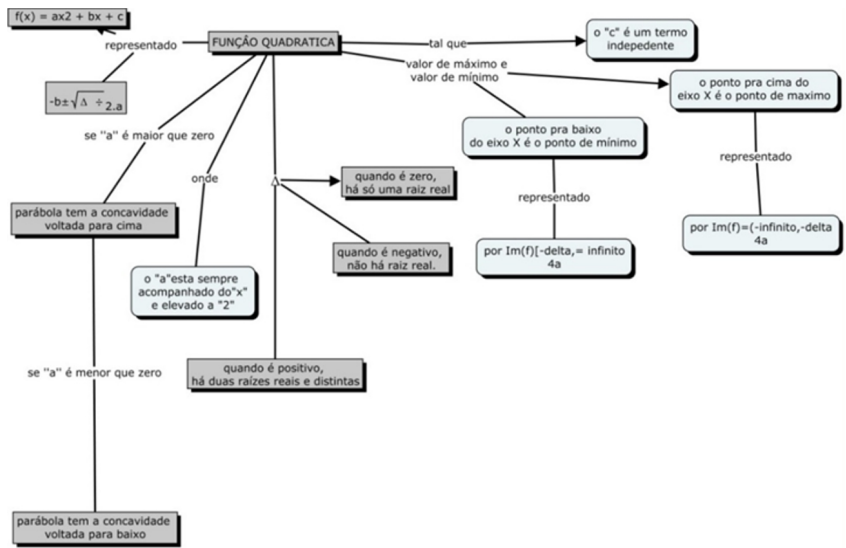 f(x) = ax2 + bx + c
representado
FUNÇÂO QUADRATICA
tal que
o "c" é um termo
indepedente
valor de máximo e
valor de mínimo
o ponto pra cima do
eixo X é o ponto de maximo
-b±√Δ ÷2.a
se "a" é maior que zero
o ponto pra baixo
do eixo X é o ponto de mínimo
representado
onde
Δ
quando é zero,
há só uma raiz real
representado
parábola tem a concavidade
voltada para cima
quando é negativo,
não há raiz real.
por Im(f)[-delta,= infinito
4a
por Im(f)=(-infinito,-delta
4a
o "a"esta sempre
acompanhado do"x"
e elevado a "2"
se "a" é menor que zero
quando é positivo,
há duas raízes reais e distintas
parábola tem a concavidade
voltada para baixo